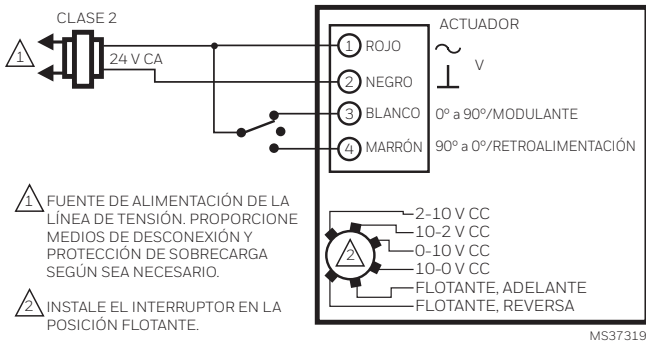 CLASE 2
1
24 V CA
ACTUADOR
1 ROJO
V
2 NEGRO
3 BLANCO 0º a 90º/MODULANTE
4 MARRÓN 90º a 0º/RETROALIMENTACIÓN
1 FUENTE DE ALIMENTACIÓN DE LA
LÍNEA DE TENSIÓN. PROPORCIONE
MEDIOS DE DESCONEXIÓN Y
PROTECCIÓN DE SOBRECARGA
SEGÚN SEA NECESARIO.
2 INSTALE EL INTERRUPTOR EN LA
POSICIÓN FLOTANTE.
2
2-10 V CC
10-2 V CC
0-10 V CC
10-0 V CC
FLOTANTE, ADELANTE
FLOTANTE, REVERSA
MS37319